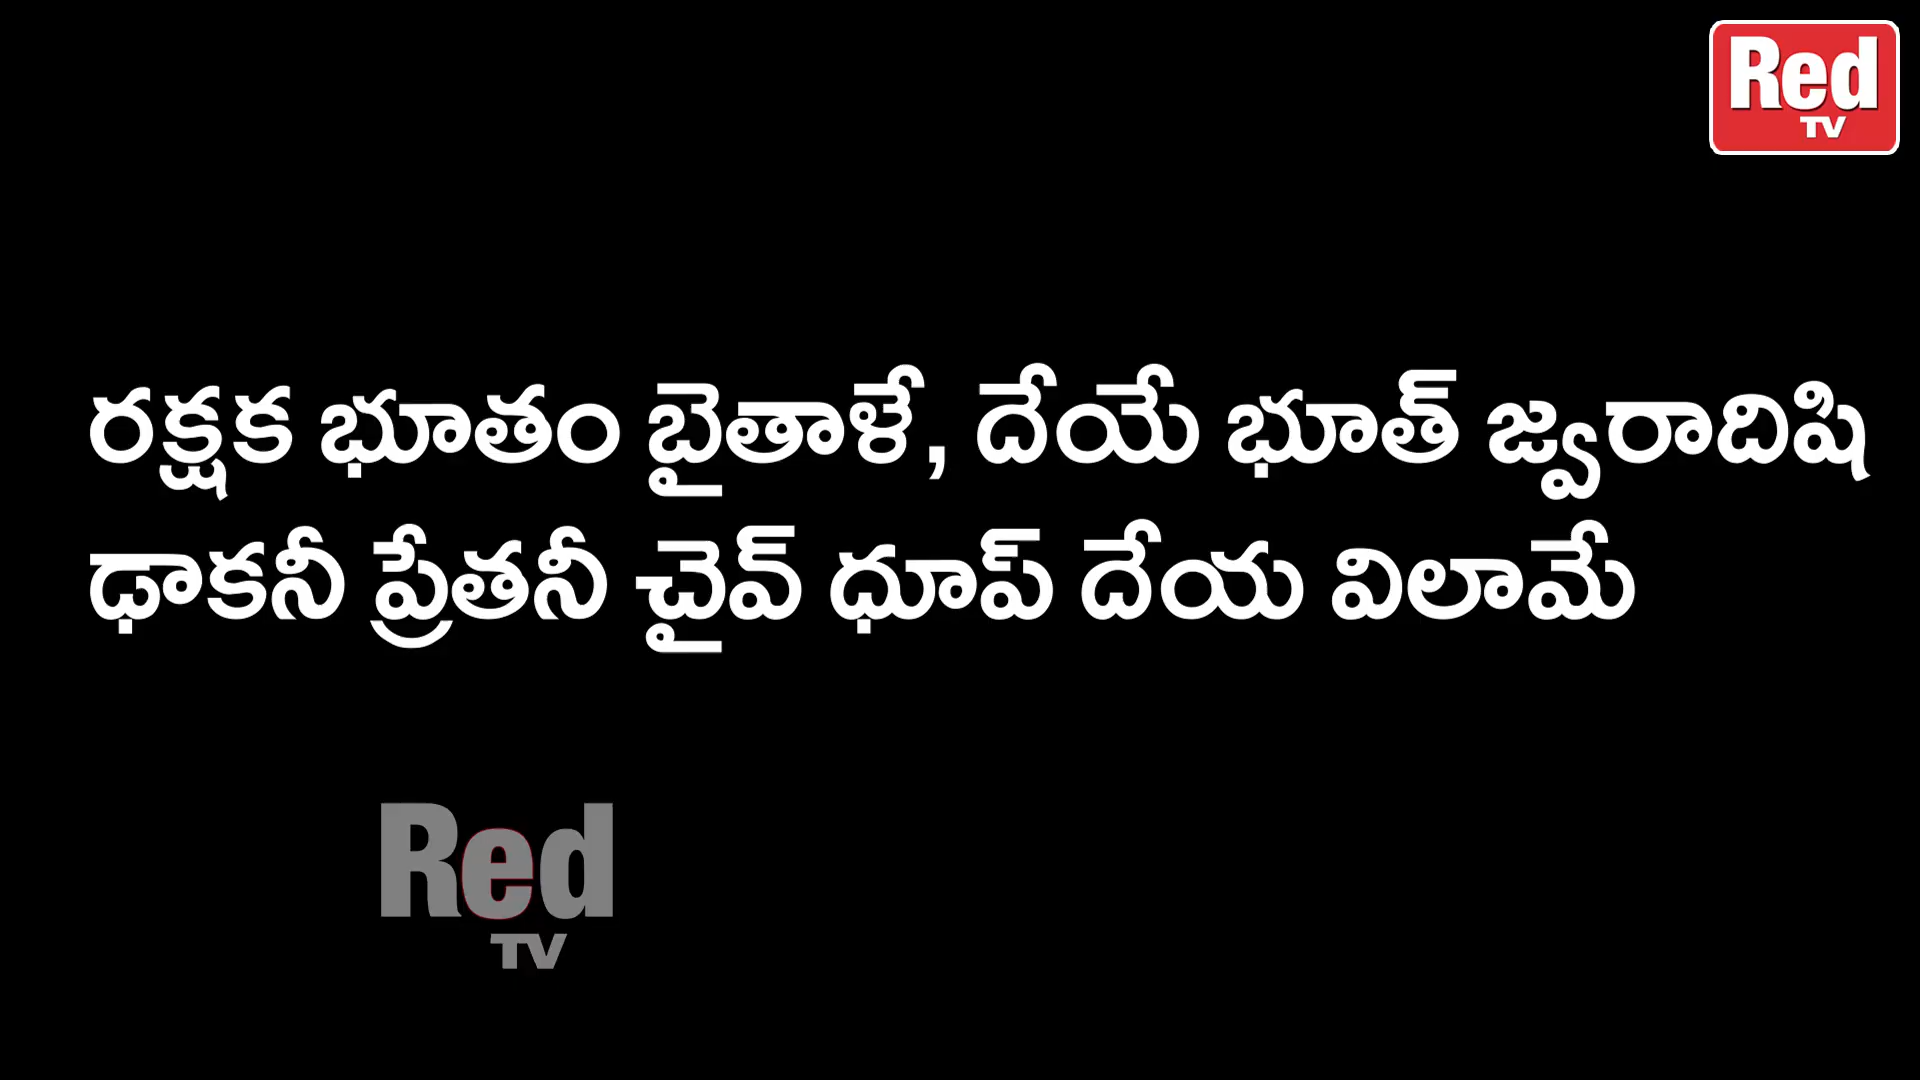 Red
TV
రక్షక భూతం బైతాళే, దేయే భూత్ జ్వరాదిషి
ఢాకనీ ప్రేతనీ చైవ్ ధూప్ దేయ విలామే
Red
TV